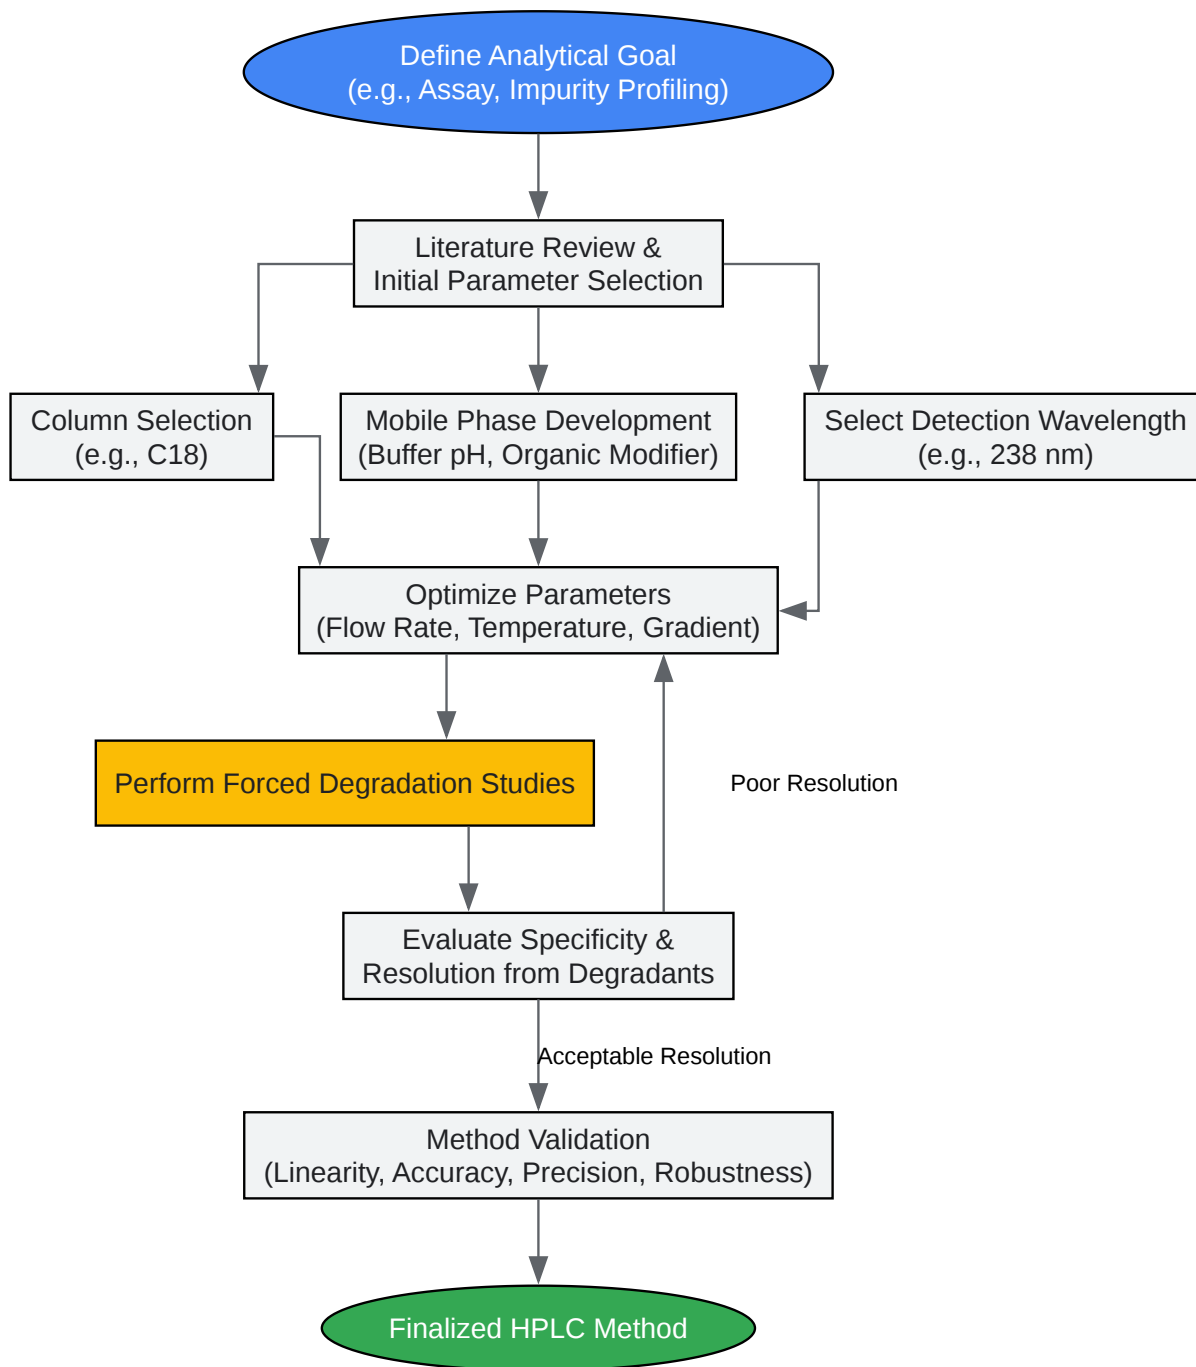 Define Analytical Goal
(e.g., Assay, Impurity Profiling)
Literature Review &
Initial Parameter Selection
Column Selection
(e.g., C18)
Mobile Phase Development
(Buffer pH, Organic Modifier)
Select Detection Wavelength
(e.g., 238 nm)
Optimize Parameters
(Flow Rate, Temperature, Gradient)
Perform Forced Degradation Studies
Poor Resolution
Evaluate Specificity &
Resolution from Degradants
Acceptable Resolution
Method Validation
(Linearity, Accuracy, Precision, Robustness)
Finalized HPLC Method